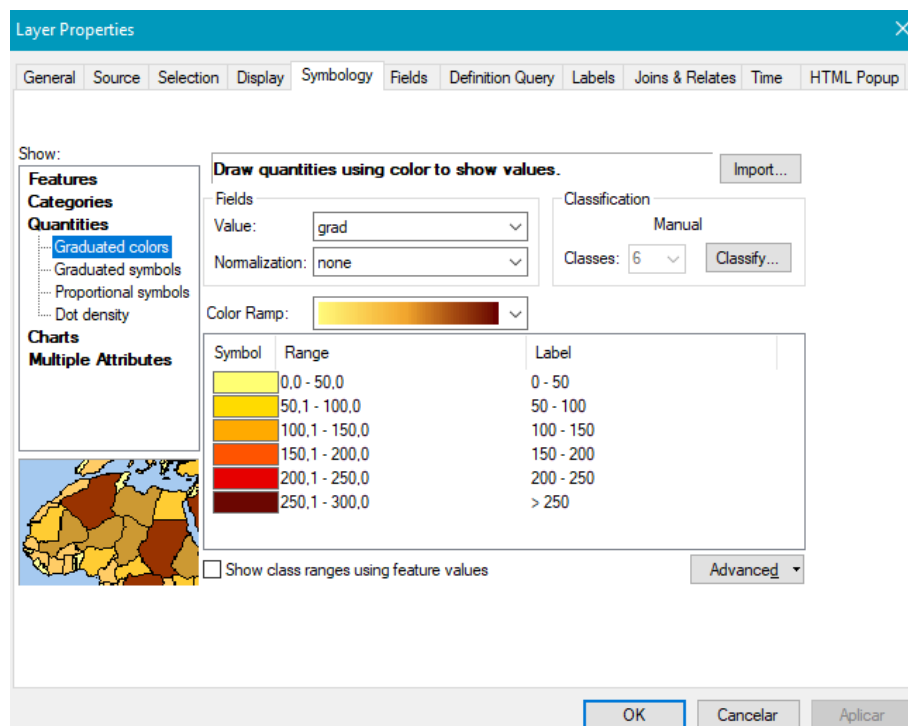 Layer Properties
General Source Selection Display Symbology Fields Definition Query Labels Joins & Relates Time HTML Popup
Show:
Features
Categories
Quantities
Graduated colors
Graduated symbols
Proportional symbols
Dot density
Charts
Multiple Attributes
Draw quantities using color to show values.
Import...
Fields
Value: grad
Normalization: none
Classification
Manual
Classes: 6 Classify...
Color Ramp:
Symbol Range Label
0,0 - 50,0 0 - 50
50,1 - 100,0 50 - 100
100,1 - 150,0 100 - 150
150,1 - 200,0 150 - 200
200,1 - 250,0 200 - 250
250,1 - 300,0 > 250
Show class ranges using feature values
Advanced
OK Cancelar Aplicar